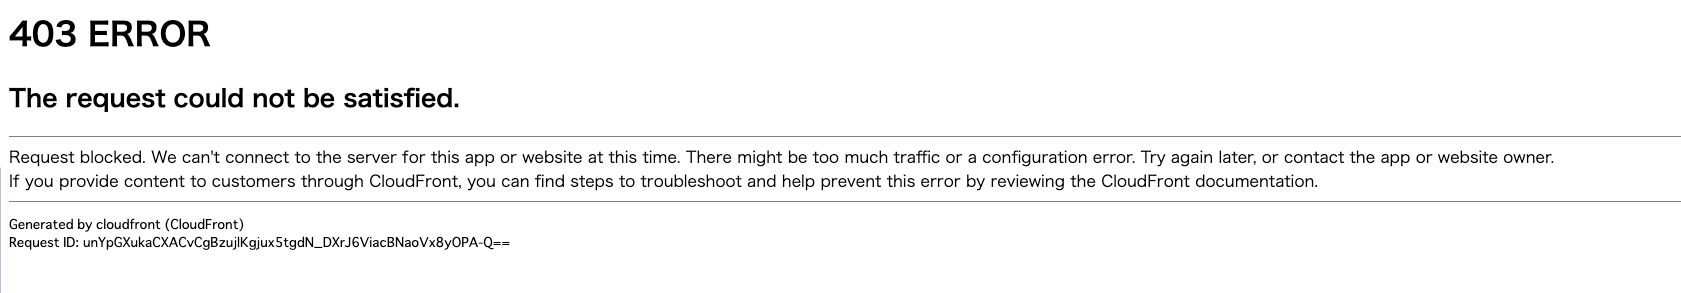 403 ERROR
The request could not be satisfied.
Request blocked. We can't connect to the server for this app or website at this time. There might be too much traffic or a configuration error. Try again later, or contact the app or website owner.
If you provide content to customers through CloudFront, you can find steps to troubleshoot and help prevent this error by reviewing the CloudFront documentation.
Generated by cloudfront (CloudFront)
Request ID: unYpGXukaCXACvCgBzujlKgjux5tgdN_DXrJ6ViacBNaoVx8yOPA-Q==